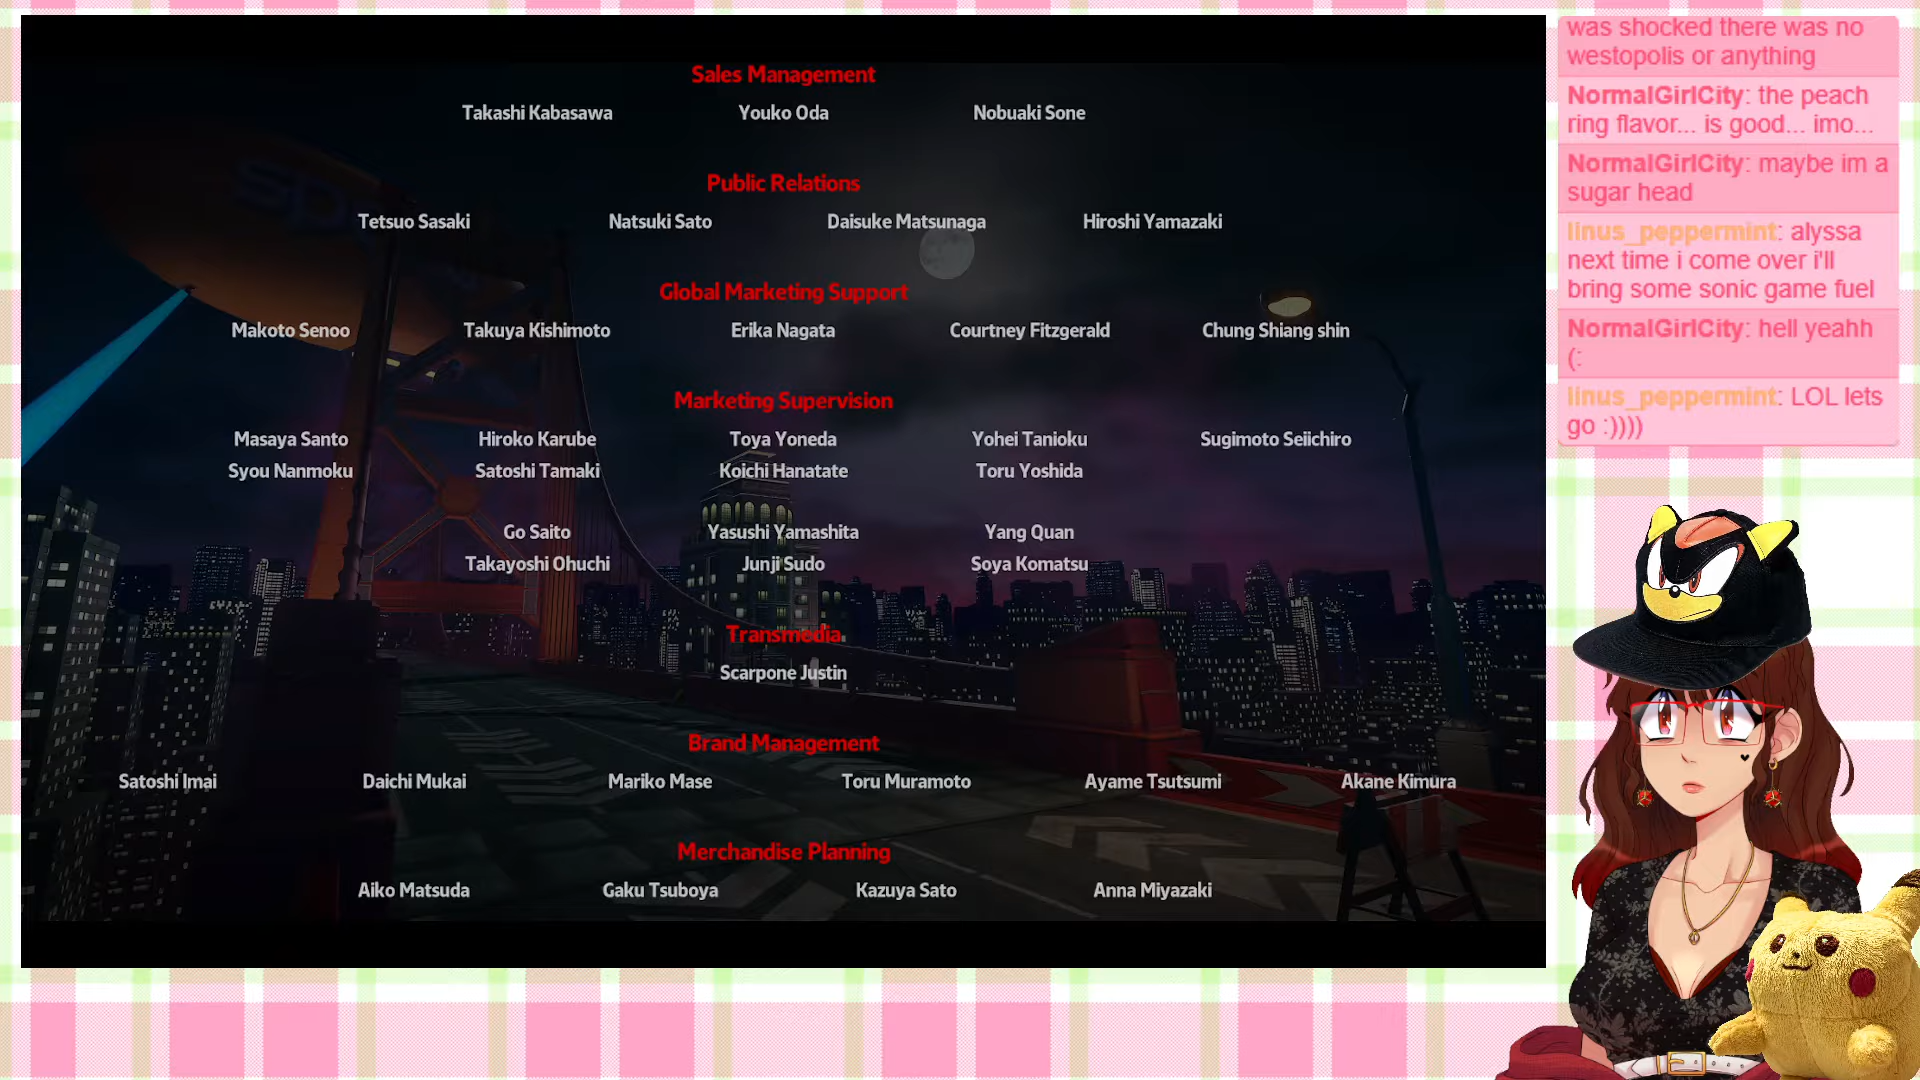 Sales Management
Takashi Kabasawa Youko Oda Nobuaki Sone
Public Relations
Tetsuo Sasaki Natsuki Sato Daisuke Matsunaga Hiroshi Yamazaki
Global Marketing Support
Makoto Senoo Takuya Kishimoto Erika Nagata Courtney Fitzgerald Chung Shiang shin
Marketing Supervision
Masaya Santo Hiroko Karube Toya Yoneda Yohei Tanioku Sugimoto Seiichiro
Syou Nanmoku Satoshi Tamaki Koichi Hanatate Toru Yoshida
Go Saito Yasushi Yamashita Yang Quan
Takayoshi Ohuchi Junji Sudo Soya Komatsu
Transmedia
Scarpone Justin
Brand Management
Satoshi Imai Daichi Mukai Mariko Mase Toru Muramoto Ayame Tsutsumi Akane Kimura
Merchandise Planning
Aiko Matsuda Gaku Tsuboya Kazuya Sato Anna Miyazaki
was shocked there was no
westopolis or anything
NormalGirlCity: the peach
ring flavor... is good... imo...
NormalGirlCity: maybe im a
sugar head
linus_peppermint: alyssa
next time i come over i'll
bring some sonic game fuel
NormalGirlCity: hell yeahh
(:
linus_peppermint: LOL lets
go :))))